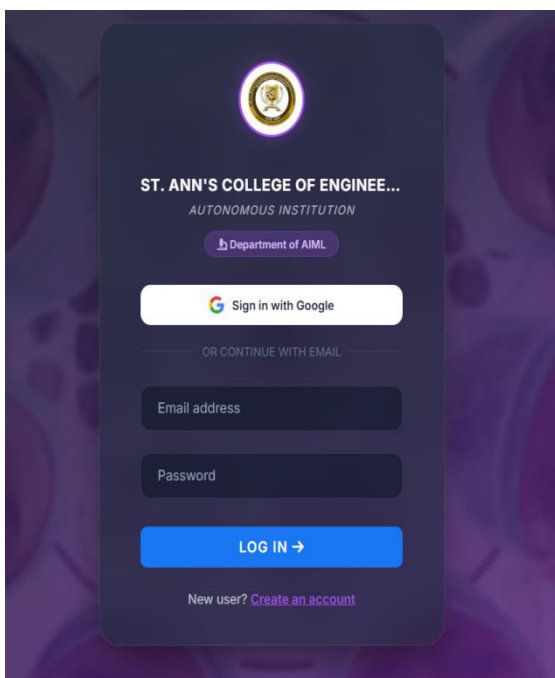 ST. ANN'S COLLEGE OF ENGINEE...
AUTONOMOUS INSTITUTION
Department of AIML
Sign in with Google
OR CONTINUE WITH EMAIL
Email address
Password
LOG IN →
New user? Create an account